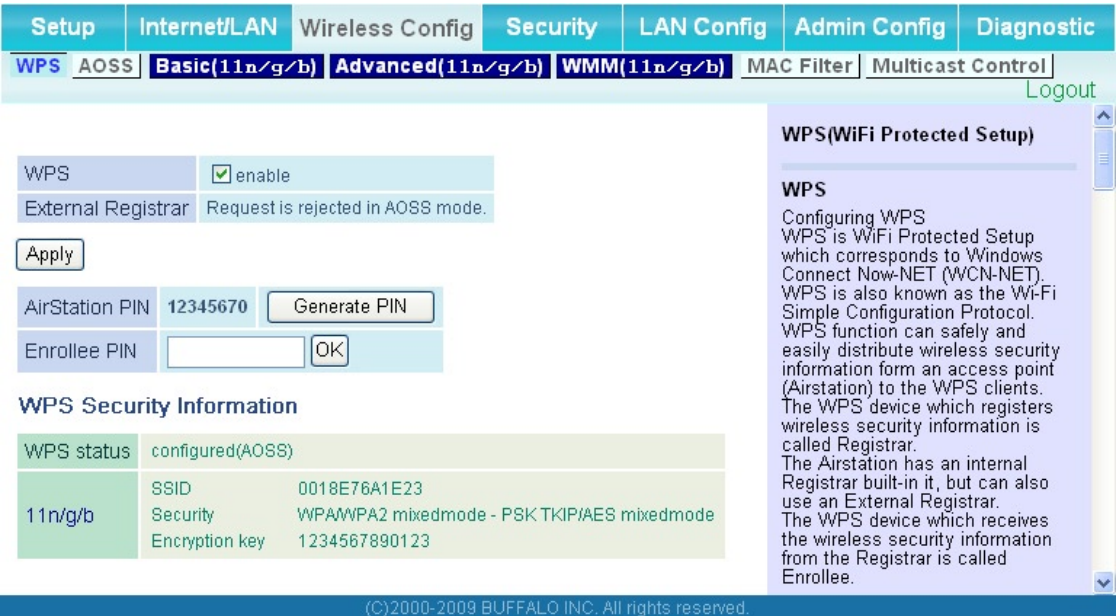 Setup Internet/LAN Wireless Config Security LAN Config Admin Config Diagnostic
WPS AOSS Basic(11n/g/b) Advanced(11n/g/b) WMM(11n/g/b) MAC Filter Multicast Control
Logout
WPS enable
External Registrar Request is rejected in AOSS mode.
Apply
AirStation PIN 12345670 Generate PIN
Enrollee PIN OK
WPS Security Information
WPS status configured(AOSS)
11n/g/b
SSID 0018E76A1E23
Security WPA/WPA2 mixedmode - PSK TKIP/AES mixedmode
Encryption key 1234567890123
WPS(WiFi Protected Setup)
WPS
Configuring WPS
WPS is WiFi Protected Setup
which corresponds to Windows
Connect Now-NET (WCN-NET).
WPS is also known as the Wi-Fi
Simple Configuration Protocol.
WPS function can safely and
easily distribute wireless security
information form an access point
(Airstation) to the WPS clients.
The WPS device which registers
wireless security information is
called Registrar.
The Airstation has an internal
Registrar built-in it, but can also
use an External Registrar.
The WPS device which receives
the wireless security information
from the Registrar is called
Enrollee.
(C)2000-2009 BUFFALO INC. All rights reserved.